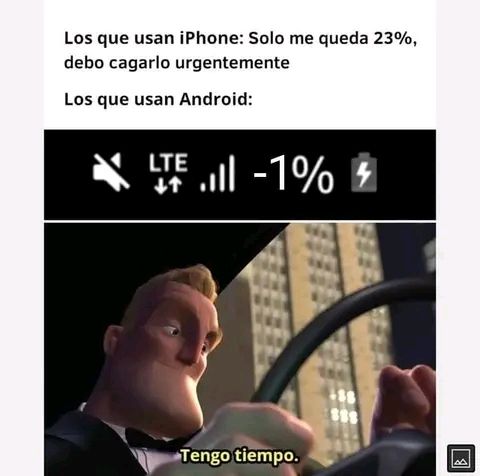 Los que usan iPhone: Solo me queda 23%,
debo cagarlo urgentemente
Los que usan Android:
LTE -1%
Tengo tiempo.